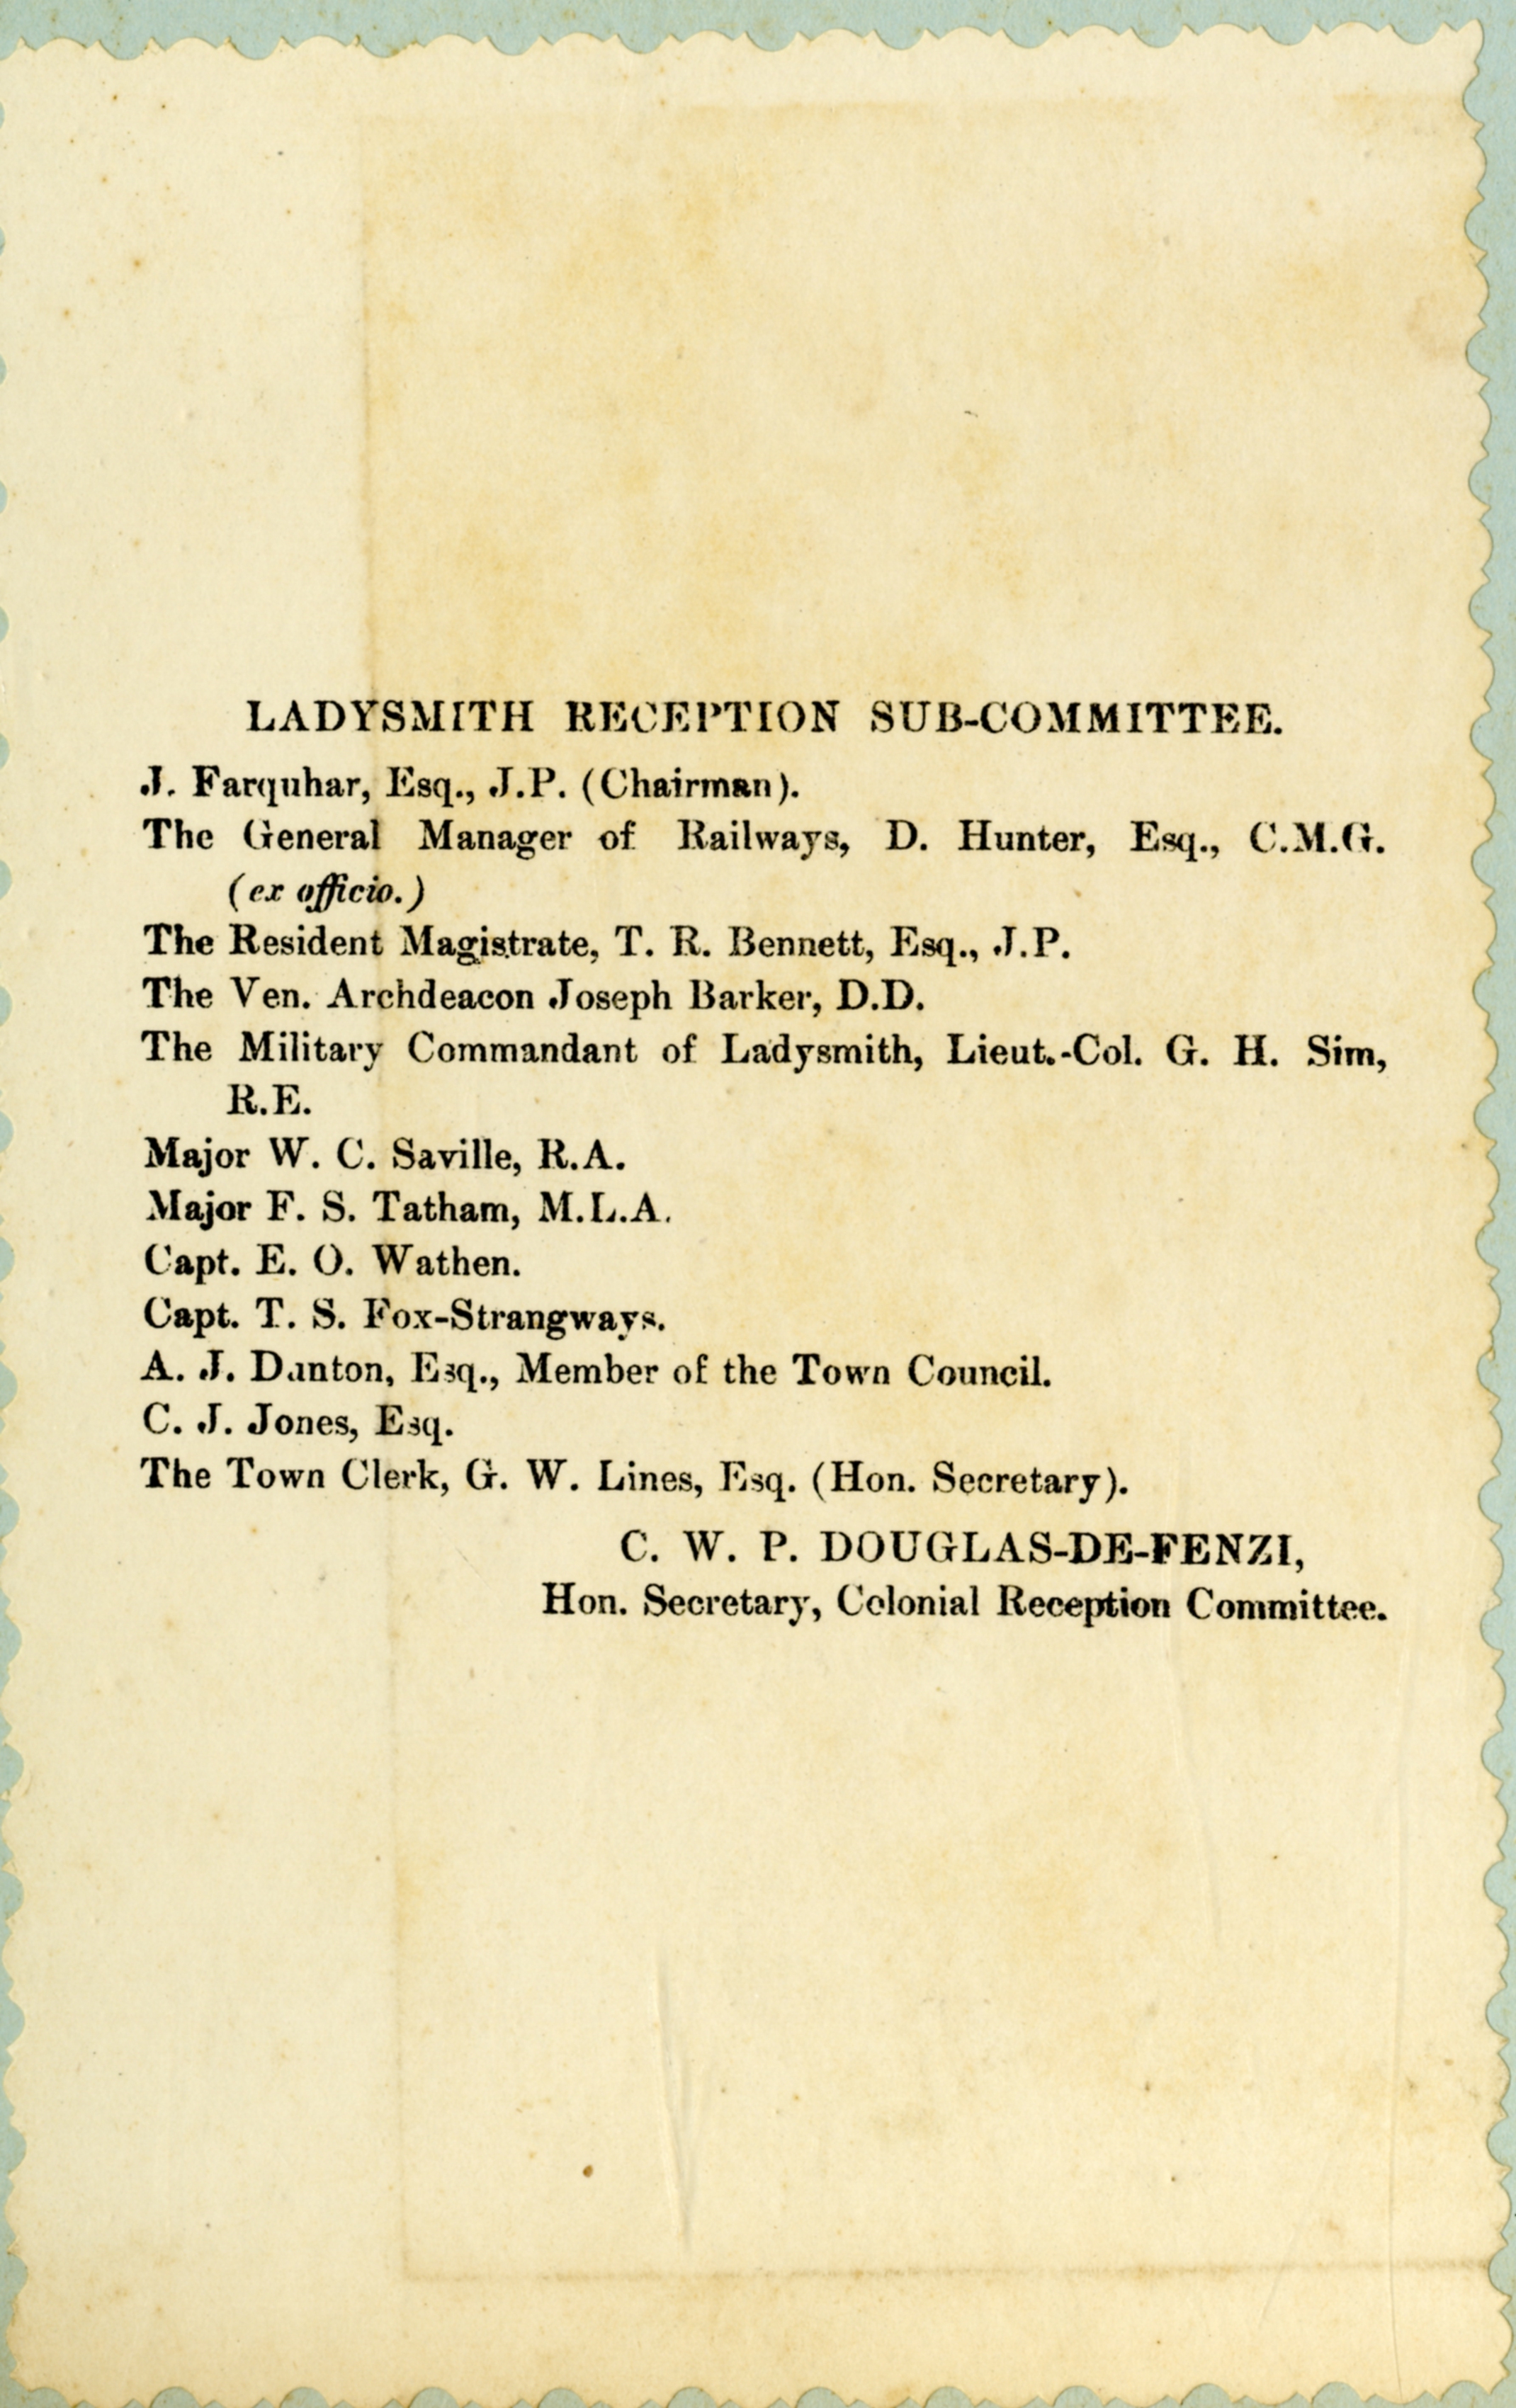 LADYSMITH RECEPTION SUB-COMMITTEE.
J. Farquhar, Esq., J.P. (Chairman).
The General Manager of Railways, D. Hunter, Esq., C.M.G.
(ex officio.)
The Resident Magistrate, T. R. Bennett, Esq., J.P.
The Ven. Archdeacon Joseph Barker, D.D.
The Military Commandant of Ladysmith, Lieut.-Col. G. H. Sim,
R.E.
Major W. C. Saville, R.A.
Major F. S. Tatham, M.L.A.
Capt. E. O. Wathen.
Capt. T. S. Fox-Strangways.
A. J. Danton, Esq., Member of the Town Council.
C. J. Jones, Esq.
The Town Clerk, G. W. Lines, Esq. (Hon. Secretary).
C. W. P. DOUGLAS-DE-FENZI,
Hon. Secretary, Colonial Reception Committee.